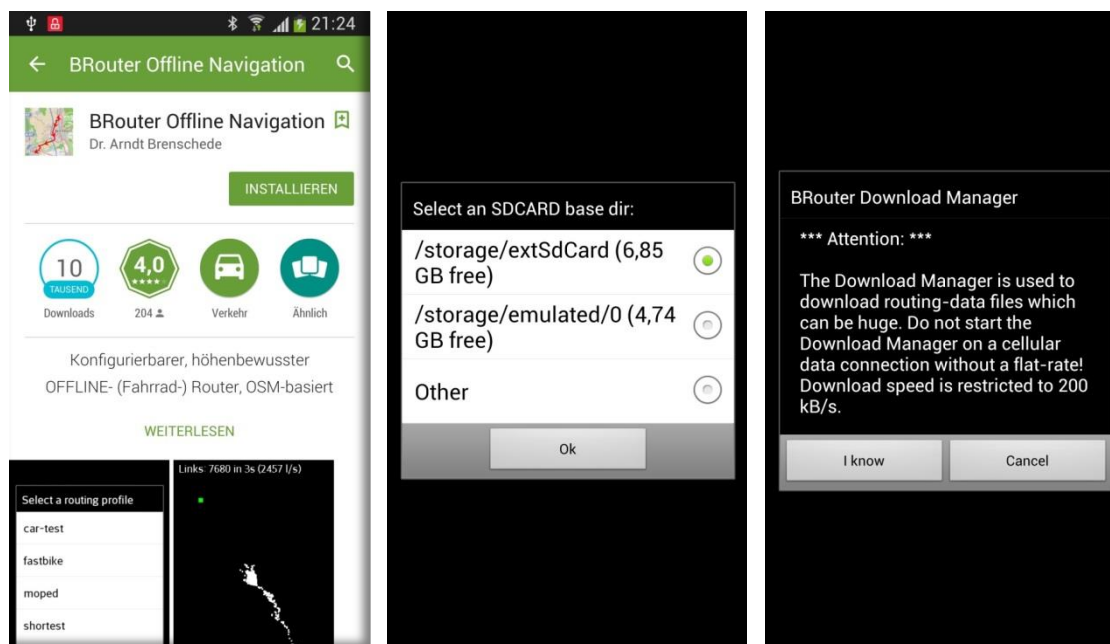 21:24
BRouter Offline Navigation
BRouter Offline Navigation
Dr. Arndt Brenschede
INSTALLIEREN
10
TAUSEND
Downloads
4,0
204
Verkehr
Ähnlich
Konfigurierbarer, höhenbewusster
OFFLINE- (Fahrrad-) Router, OSM-basiert
WEITERLESEN
Select a routing profile
car-test
fastbike
moped
shortest
Links: 7680 in 3s (2457 l/s)
Select an SDCARD base dir:
/storage/extSdCard (6,85
GB free)
/storage/emulated/0 (4,74
GB free)
Other
Ok
BRouter Download Manager
*** Attention: ***
The Download Manager is used to
download routing-data files which
can be huge. Do not start the
Download Manager on a cellular
data connection without a flat-rate!
Download speed is restricted to 200
kB/s.
I know
Cancel